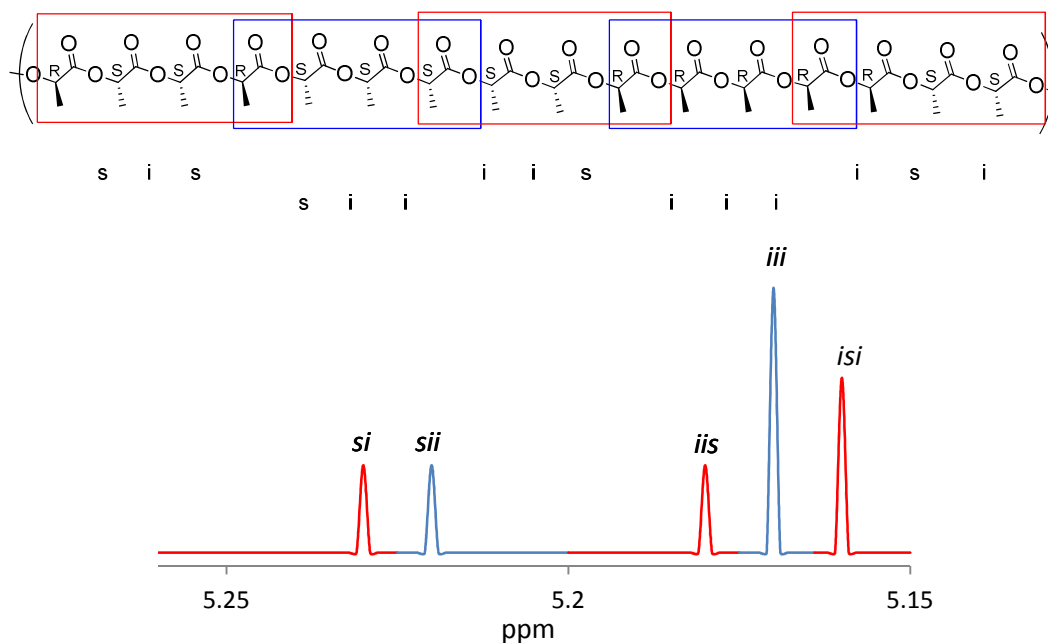 O O O O O O O O O O O O O O O O
R S S R S S S S S R R R R R S S
O O O O O O O O O O O O O O O O O
s i s i i s i s i
s i i i i i
iii
isi
si sii iis
5.25 5.2 5.15
ppm